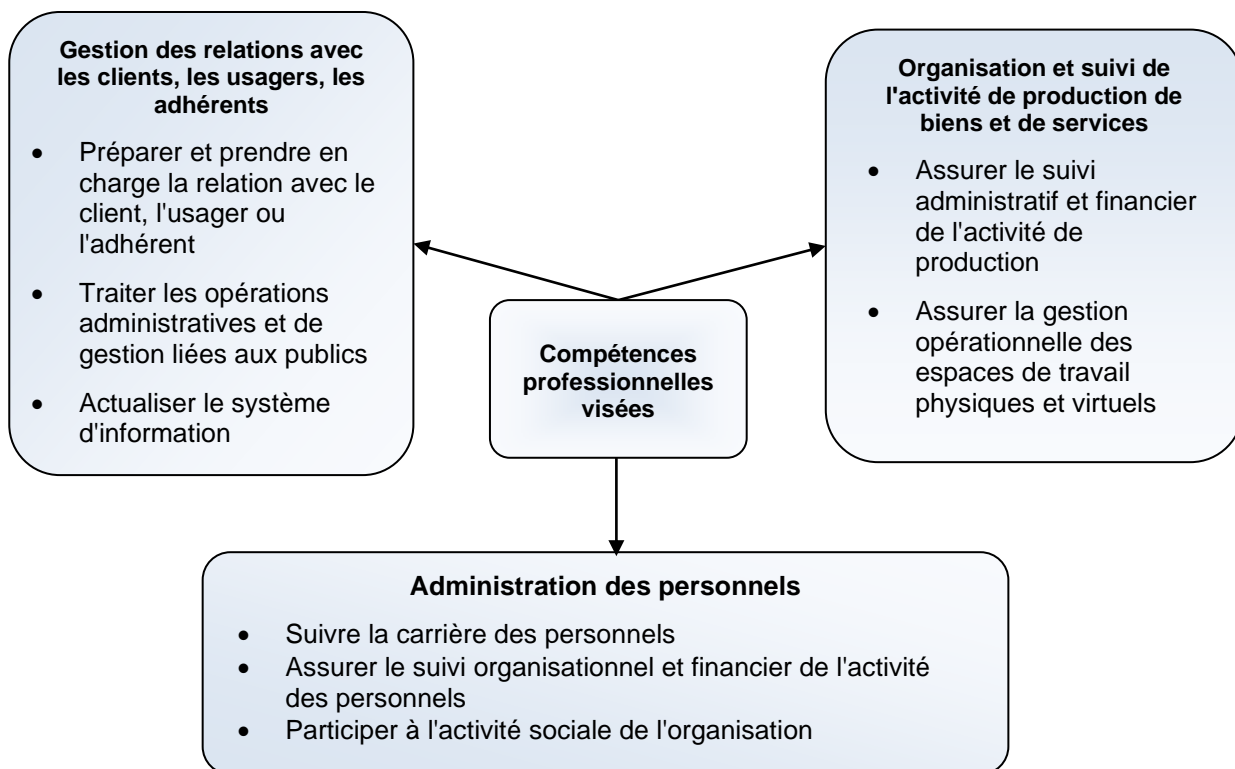 Gestion des relations avec
les clients, les usagers, les
adhérents
• Préparer et prendre en
charge la relation avec le
client, l'usager ou
l'adhérent
• Traiter les opérations
administratives et de
gestion liées aux publics
• Actualiser le système
d'information
Organisation et suivi de
l'activité de production de
biens et de services
• Assurer le suivi
administratif et financier
de l'activité de
production
• Assurer la gestion
opérationnelle des
espaces de travail
physiques et virtuels
Compétences
professionnelles
visées
Administration des personnels
• Suivre la carrière des personnels
• Assurer le suivi organisationnel et financier de l'activité
des personnels
• Participer à l'activité sociale de l'organisation